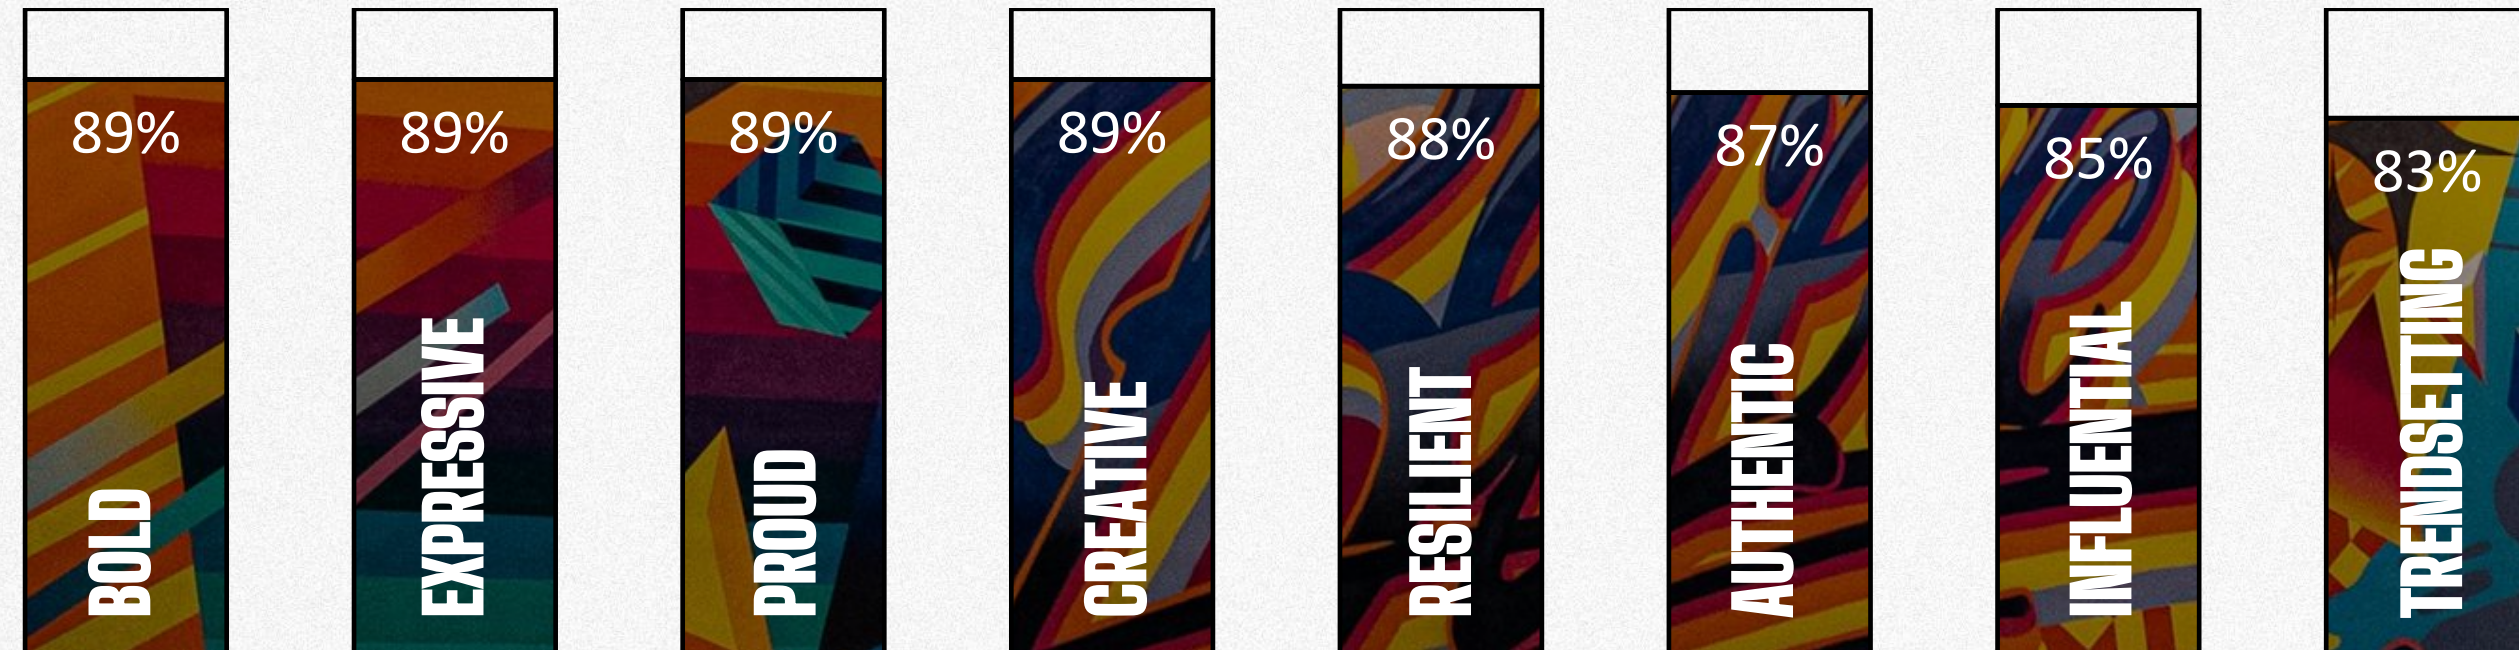 89%
BOLD
89%
EXPRESSIVE
89%
PROUD
89%
CREATIVE
88%
RESILIENT
87%
AUTHENTIC
85%
INFLUENTIAL
83%
TRENDSETTING